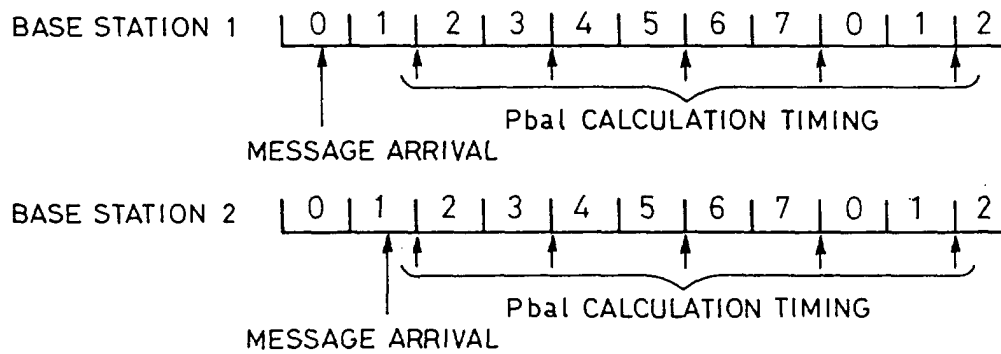 BASE STATION 1 0 1 2 3 4 5 6 7 0 1 2
Pbal CALCULATION TIMING
MESSAGE ARRIVAL
BASE STATION 2 0 1 2 3 4 5 6 7 0 1 2
Pbal CALCULATION TIMING
MESSAGE ARRIVAL